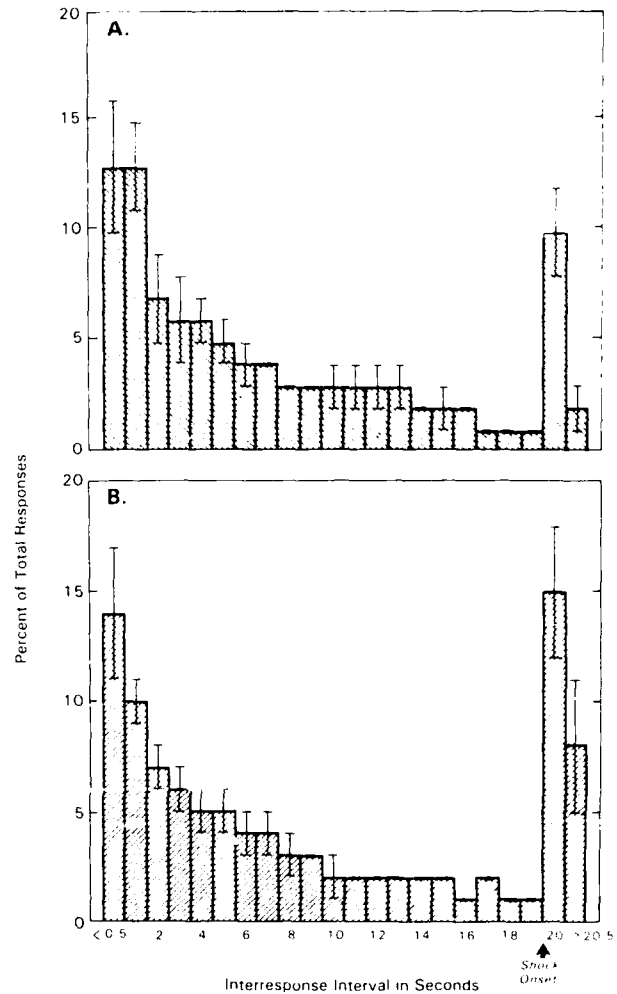 20
A.
15
10
5
0
Percent of Total Responses
20
B.
15
10
5
0
<0.5 2 4 6 8 10 12 14 16 18 20 >20.5
Shock
Onset
Interresponse Interval in Seconds